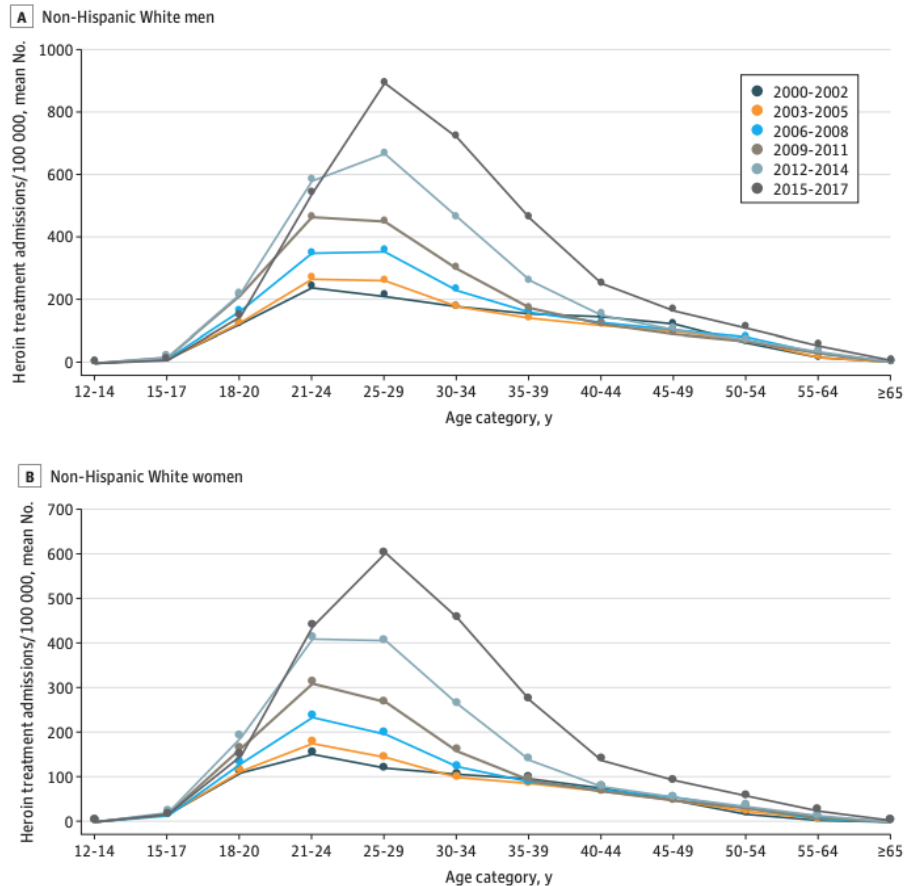 A Non-Hispanic White men
Heroin treatment admissions/100 000, mean No.
1000
800
600
400
200
0
2000-2002
2003-2005
2006-2008
2009-2011
2012-2014
2015-2017
12-14 15-17 18-20 21-24 25-29 30-34 35-39 40-44 45-49 50-54 55-64 ≥65
Age category, y
B Non-Hispanic White women
Heroin treatment admissions/100 000, mean No.
700
600
500
400
300
200
100
0
12-14 15-17 18-20 21-24 25-29 30-34 35-39 40-44 45-49 50-54 55-64 ≥65
Age category, y